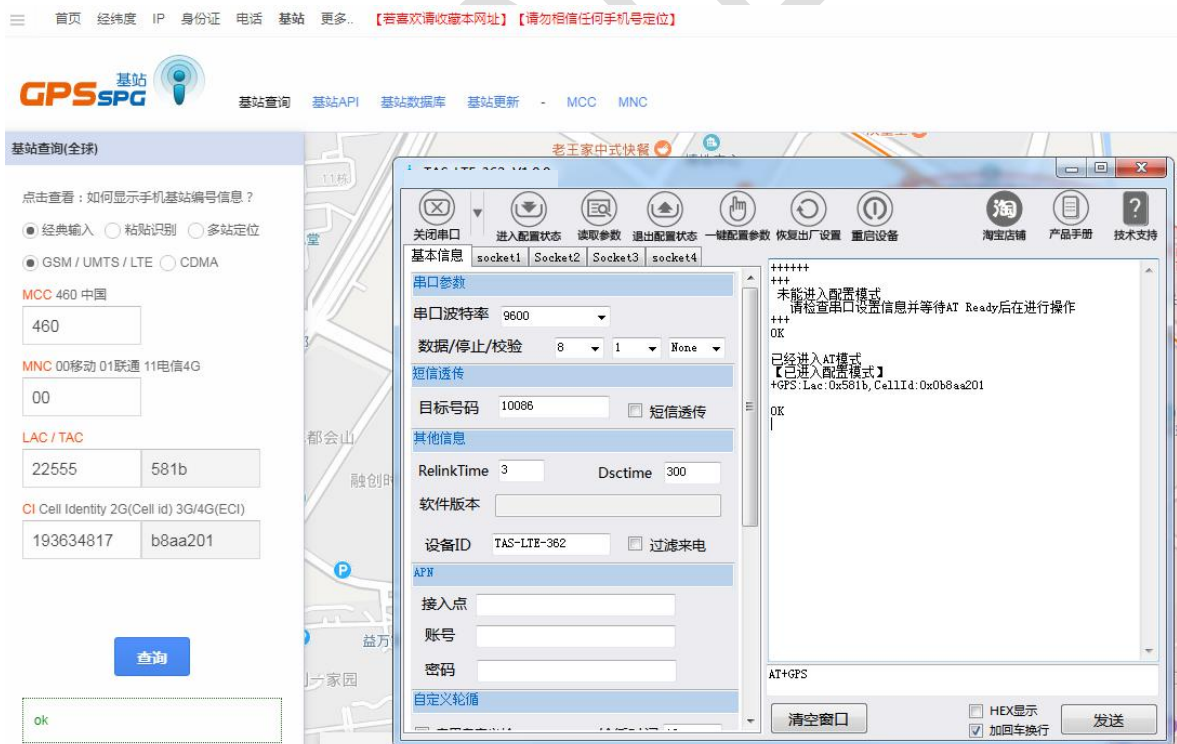 首页 经纬度 IP 身份证 电话 基站 更多.. 【若喜欢请收藏本网址】【请勿相信任何手机号定位】
GPSSPG 基站
基站查询 基站API 基站数据库 基站更新 - MCC MNC
基站查询(全球)
点击查看：如何显示手机基站编号信息？
经典输入 粘贴识别 多站定位
GSM / UMTS / LTE CDMA
MCC 460 中国
460
MNC 00移动 01联通 11电信4G
00
LAC / TAC
22555 581b
CI Cell Identity 2G(Cell id) 3G/4G(ECI)
193634817 b8aa201
查询
ok
老王家中式快餐
11栋
堂
都会山
融创时
益万
一家园
P
关闭串口 进入配置状态 读取参数 退出配置状态 一键配置参数 恢复出厂设置 重启设备 淘宝店铺 产品手册 技术支持
淘
基本信息 socket1 Socket2 Socket3 socket4
串口参数
串口波特率 9600
数据/停止/校验 8 1 None
短信透传
目标号码 10086 短信透传
其他信息
RelinkTime 3 Dsctime 300
软件版本
设备ID TAS-LTE-362 过滤来电
APN
接入点
账号
密码
自定义轮循
++++++
+++
未能进入配置模式
请检查串口设置信息并等待AT Ready后在进行操作
+++
OK
已经进入AT模式
【已进入配置模式】
+GPS:Lac:0x581b,CellId:0x0b8aa201
OK
AT+GPS
清空窗口 HEX显示
加回车换行 发送